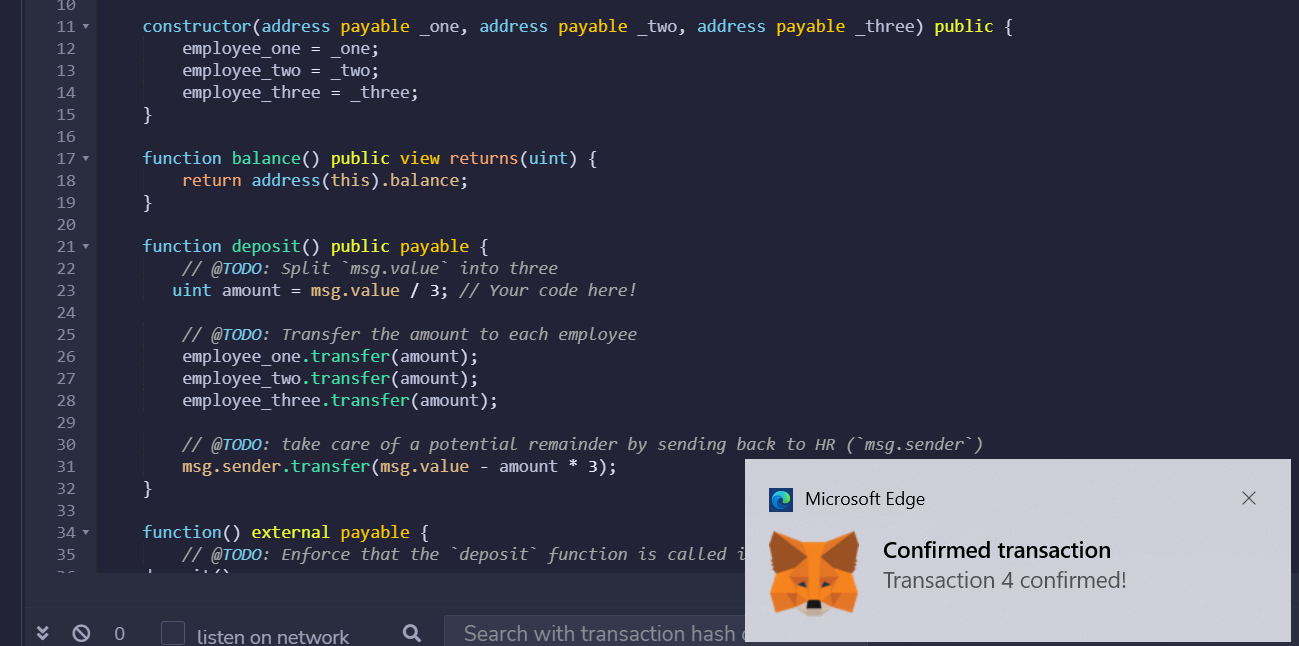 10
11 constructor(address payable _one, address payable _two, address payable _three) public {
12 employee_one = _one;
13 employee_two = _two;
14 employee_three = _three;
15 }
16
17 function balance() public view returns(uint) {
18 return address(this).balance;
19 }
20
21 function deposit() public payable {
22 // @TODO: Split `msg.value` into three
23 uint amount = msg.value / 3; // Your code here!
24
25 // @TODO: Transfer the amount to each employee
26 employee_one.transfer(amount);
27 employee_two.transfer(amount);
28 employee_three.transfer(amount);
29
30 // @TODO: take care of a potential remainder by sending back to HR (`msg.sender`)
31 msg.sender.transfer(msg.value - amount * 3);
32 }
33
34 function() external payable {
35 // @TODO: Enforce that the `deposit` function is called i
Microsoft Edge
Confirmed transaction
Transaction 4 confirmed!
0 listen on network Search with transaction hash